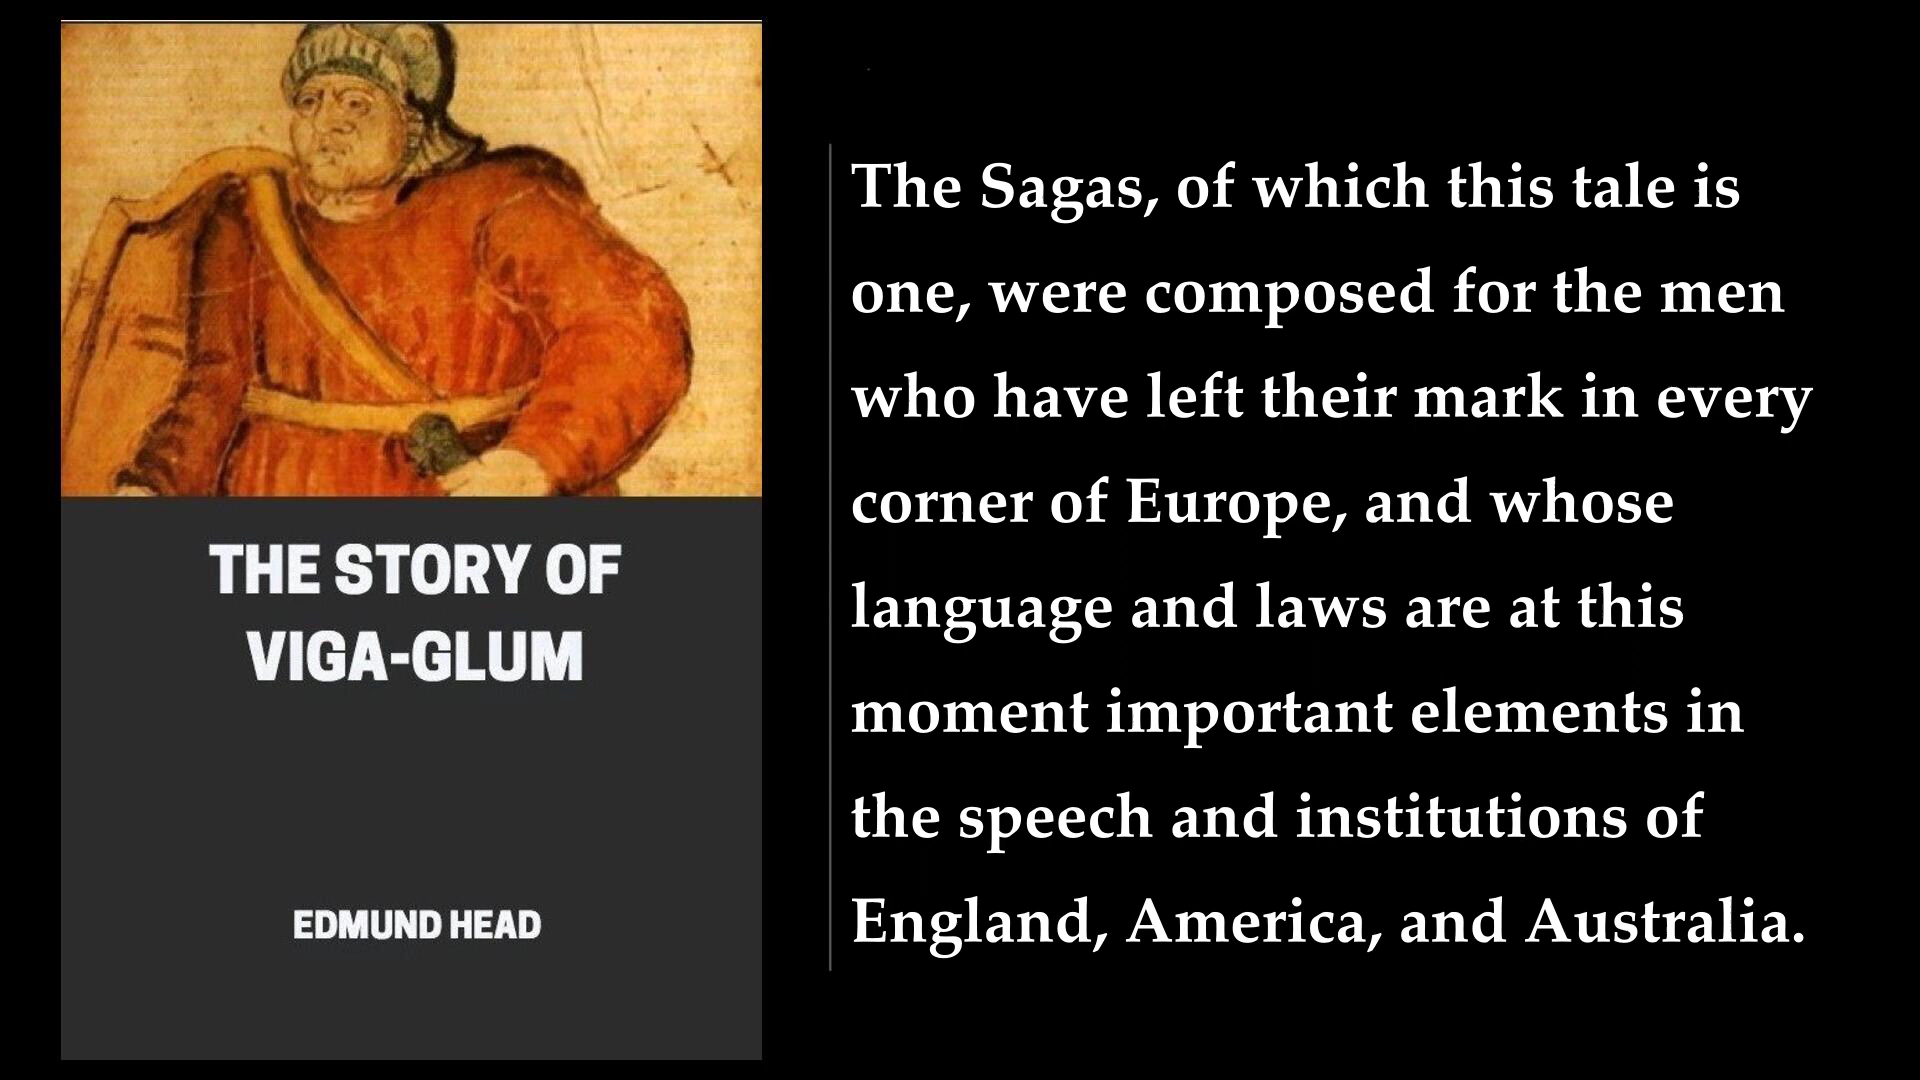 THE STORY OF
VIGA-GLUM
EDMUND HEAD
The Sagas, of which this tale is
one, were composed for the men
who have left their mark in every
corner of Europe, and whose
language and laws are at this
moment important elements in
the speech and institutions of
England, America, and Australia.